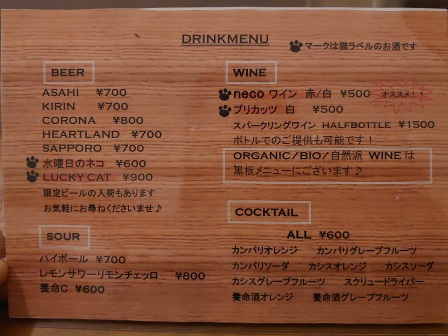 DRINKMENU
マークは猫ラベルのお酒です
BEER
ASAHI ¥700
KIRIN ¥700
CORONA ¥800
HEARTLAND ¥700
SAPPORO ¥700
水曜日のネコ ¥600
LUCKY CAT ¥900
限定ビールの入荷もあります
お気軽にお尋ねくださいませ♪
SOUR
ハイボール ¥700
レモンサワーリモンチェッロ ¥800
養命C ¥600
WINE
neco ワイン 赤/白 ¥500 オススメ!!
プリカッツ 白 ¥500
スパークリングワイン HALFBOTTLE ¥1500
ボトルでのご提供も可能です!
ORGANIC/BIO/自然派 WINEは
黒板メニューにございます♪
COCKTAIL
ALL ¥600
カンパリオレンジ カンパリグレープフルーツ
カンパリソーダ カシスオレンジ カシスソーダ
カシスグレープフルーツ スクリュードライバー
養命酒オレンジ 養命酒グレープフルーツ